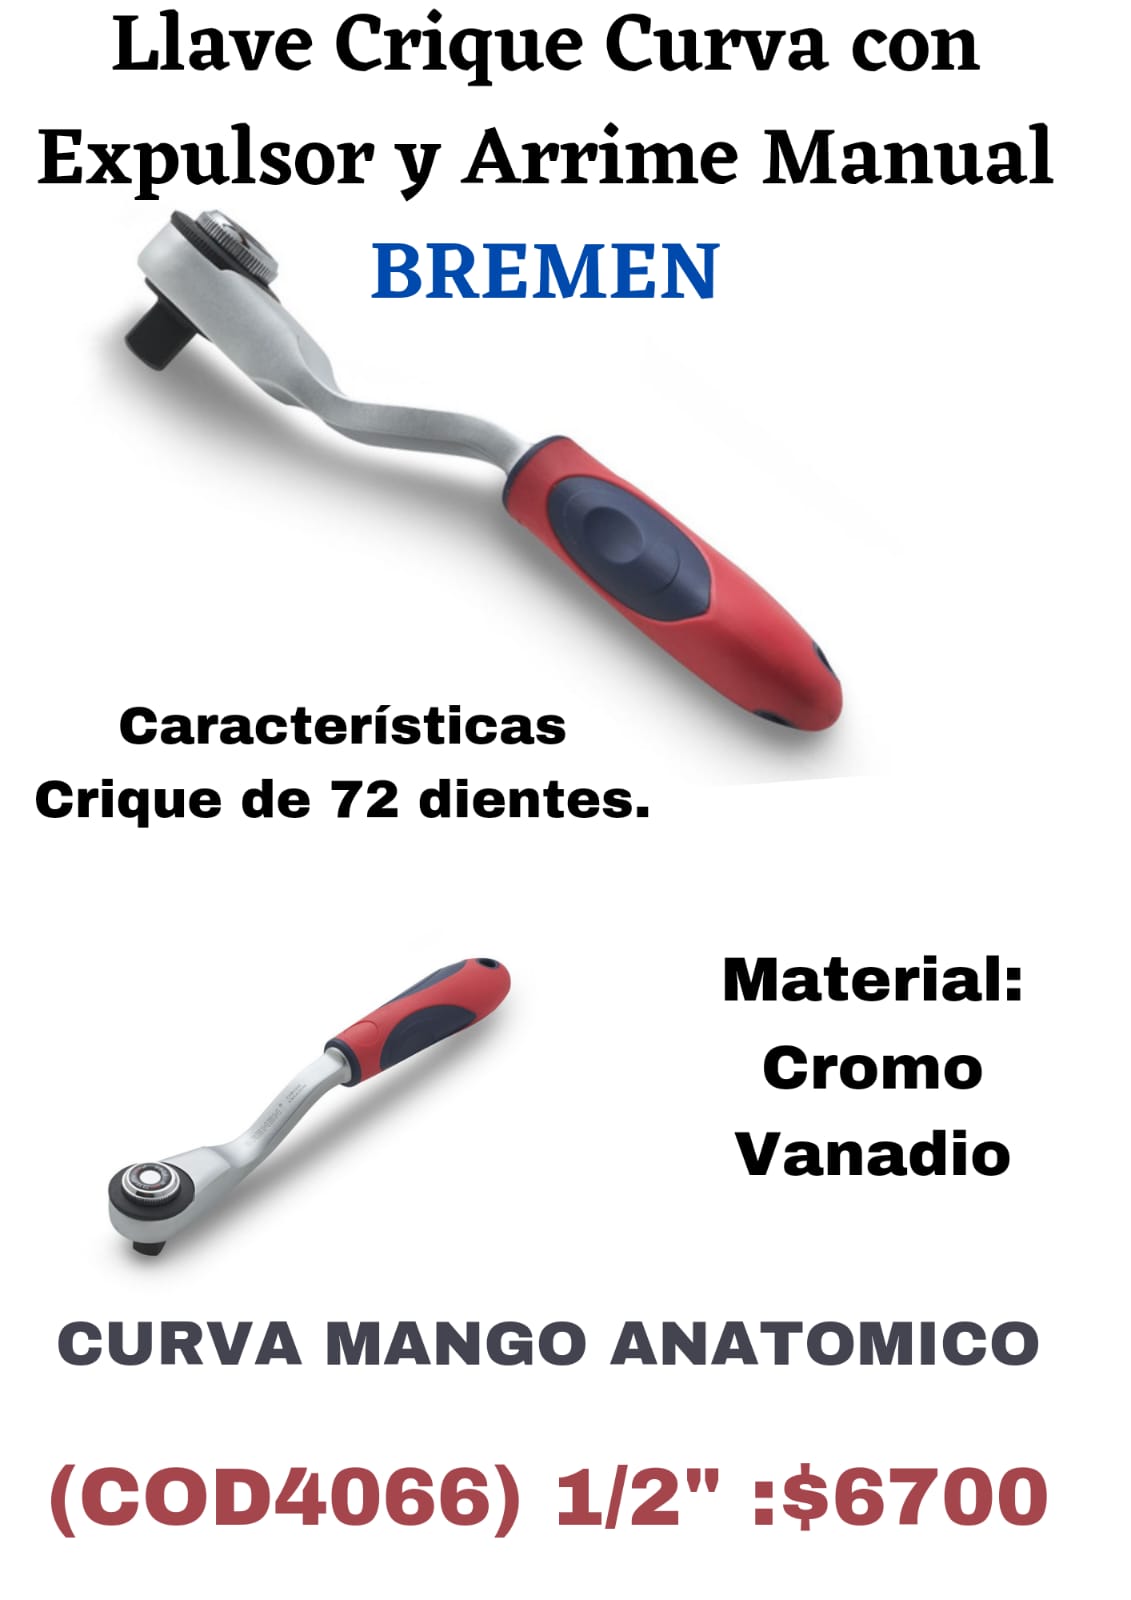 Llave Crique Curva con
Expulsor y Arrime Manual
BREMEN
Características
Crique de 72 dientes.
Material:
Cromo
Vanadio
CURVA MANGO ANATOMICO
(COD4066) 1/2" :$6700